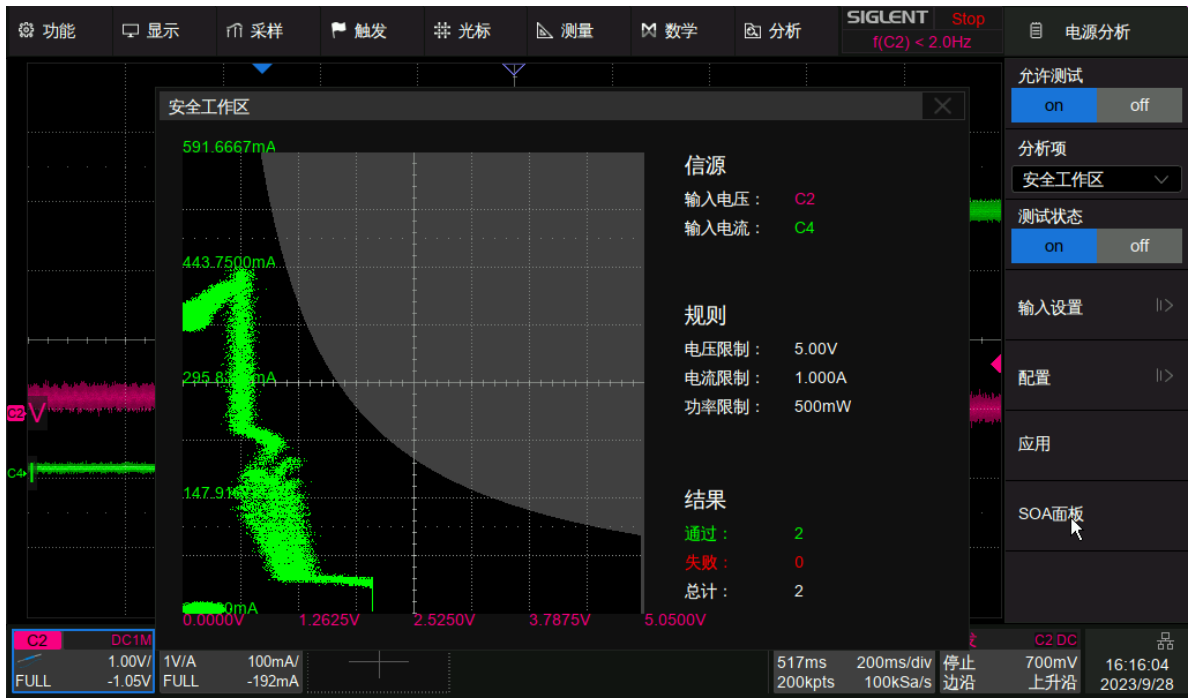 功能 显示 采样 触发 光标 测量 数学 分析 SIGLENT Stop 电源分析
f(C2) < 2.0Hz
允许测试
on off
分析项
安全工作区
测试状态
on off
输入设置
配置
应用
SOA面板
安全工作区
591.6667mA
443.7500mA
295.8 mA
147.91
0mA
0.0000V 1.2625V 2.5250V 3.7875V 5.0500V
信源
输入电压： C2
输入电流： C4
规则
电压限制： 5.00V
电流限制： 1.000A
功率限制： 500mW
结果
通过： 2
失败： 0
总计： 2
C2
C4
C2 DC1M
1.00V/ 1V/A 100mA/
FULL -1.05V FULL -192mA
517ms 200ms/div 停止 700mV
200kpts 100kSa/s 边沿 上升沿
C2 DC
16:16:04
2023/9/28